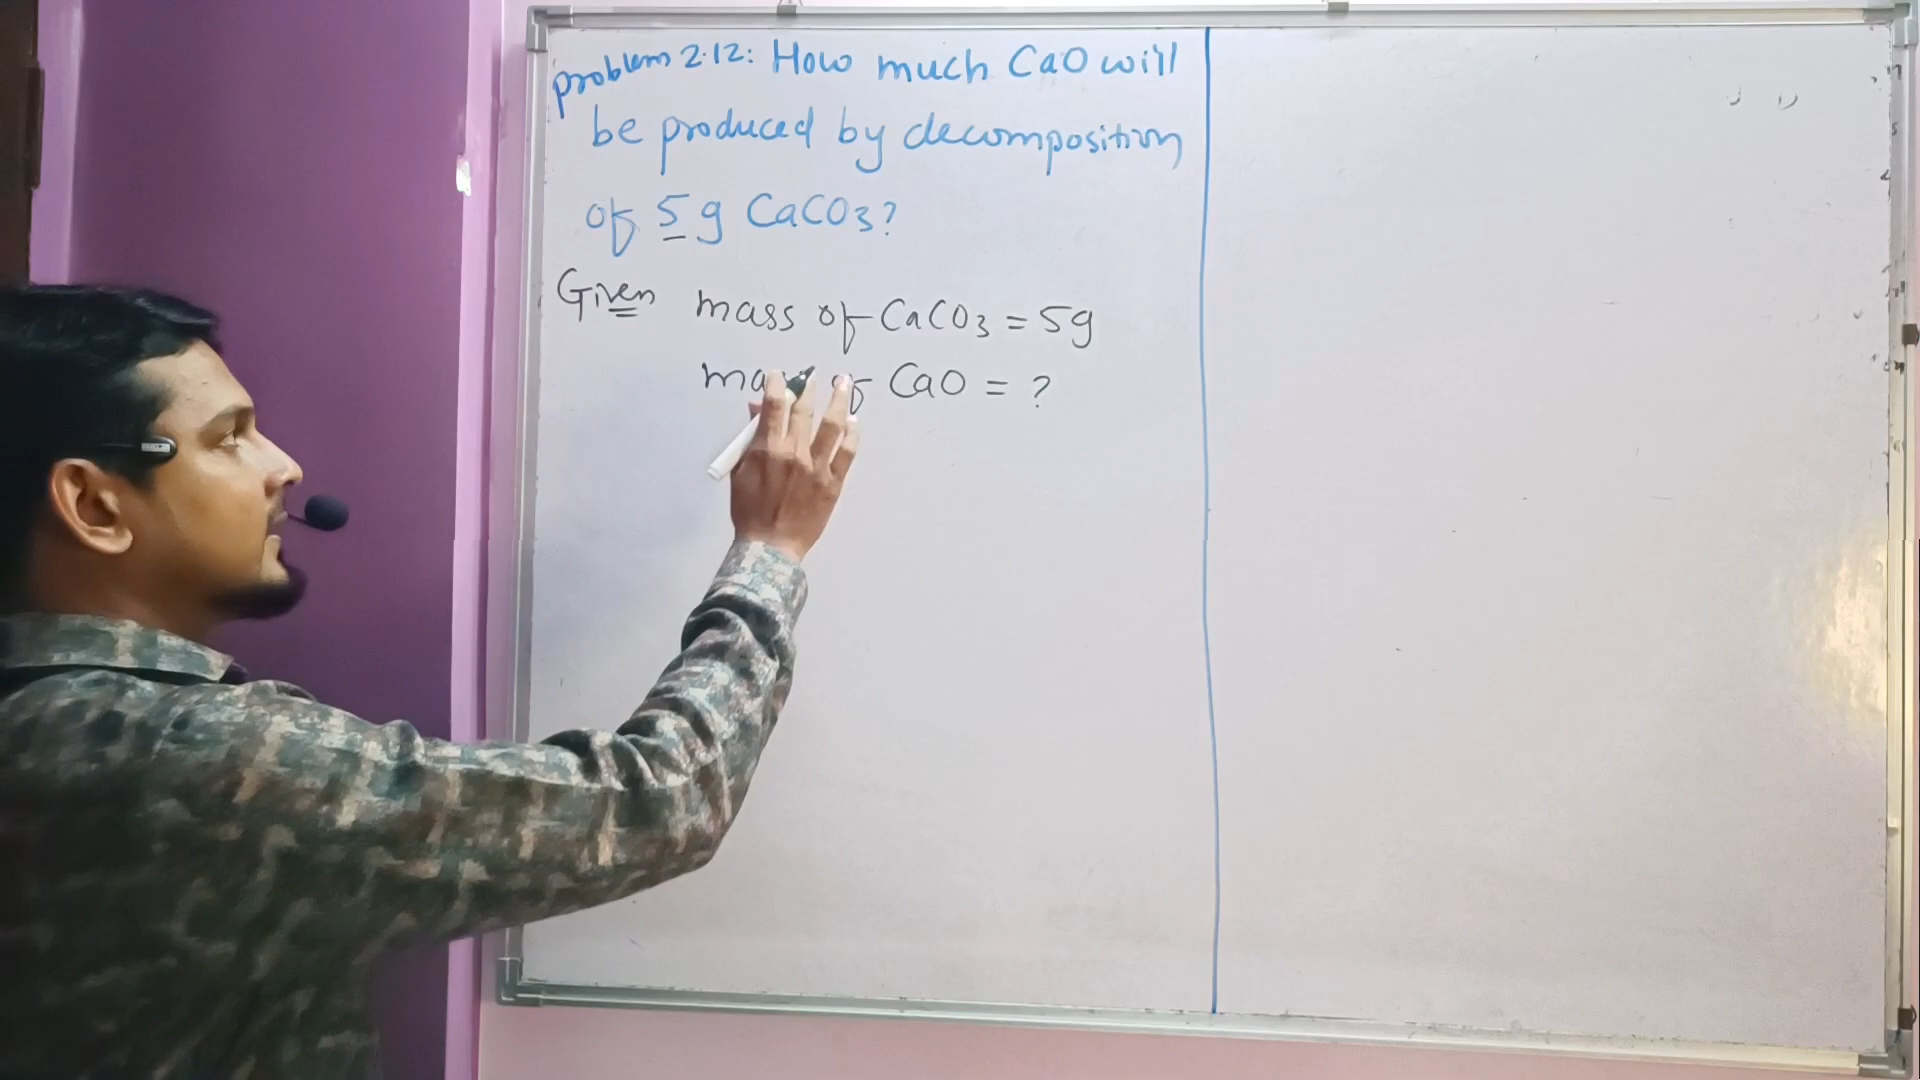 problem 2.12: How much CaO will
be produced by decomposition
of 5 g CaCO3?
Given mass of CaCO3 = 5g
of CaO = ?